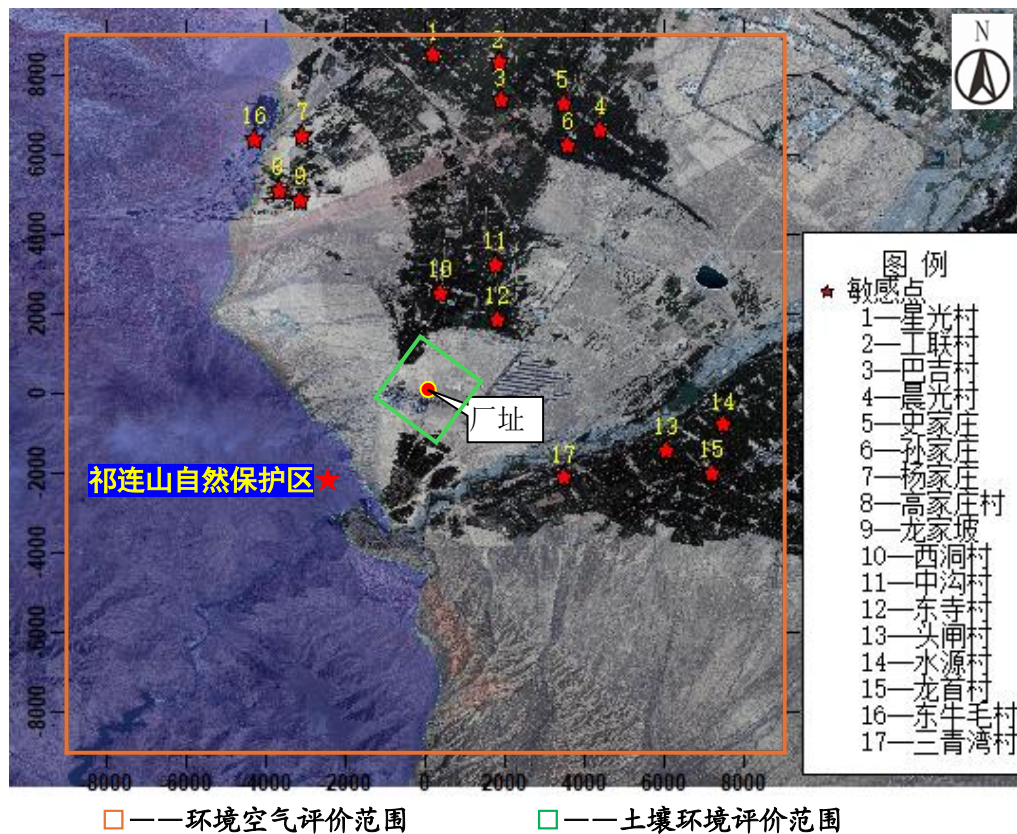 N
1
2
3
5
4
6
16
7
8
9
11
10
12
14
13
15
17
8000
6000
4000
2000
0
-2000
-4000
-6000
-8000
厂址
祁连山自然保护区
图 例
敏感点
1—星光村
2—工联村
3—巴吉村
4—晨光村
5—史家庄
6—孙家庄
7—杨家庄
8—高家庄村
9—龙家坡
10—西洞村
11—中沟村
12—东寺村
13—头闸村
14—水源村
15—龙首村
16—东牛毛村
17—三青湾村
-8000 -6000 -4000 -2000 0 2000 4000 6000 8000
——环境空气评价范围
——土壤环境评价范围